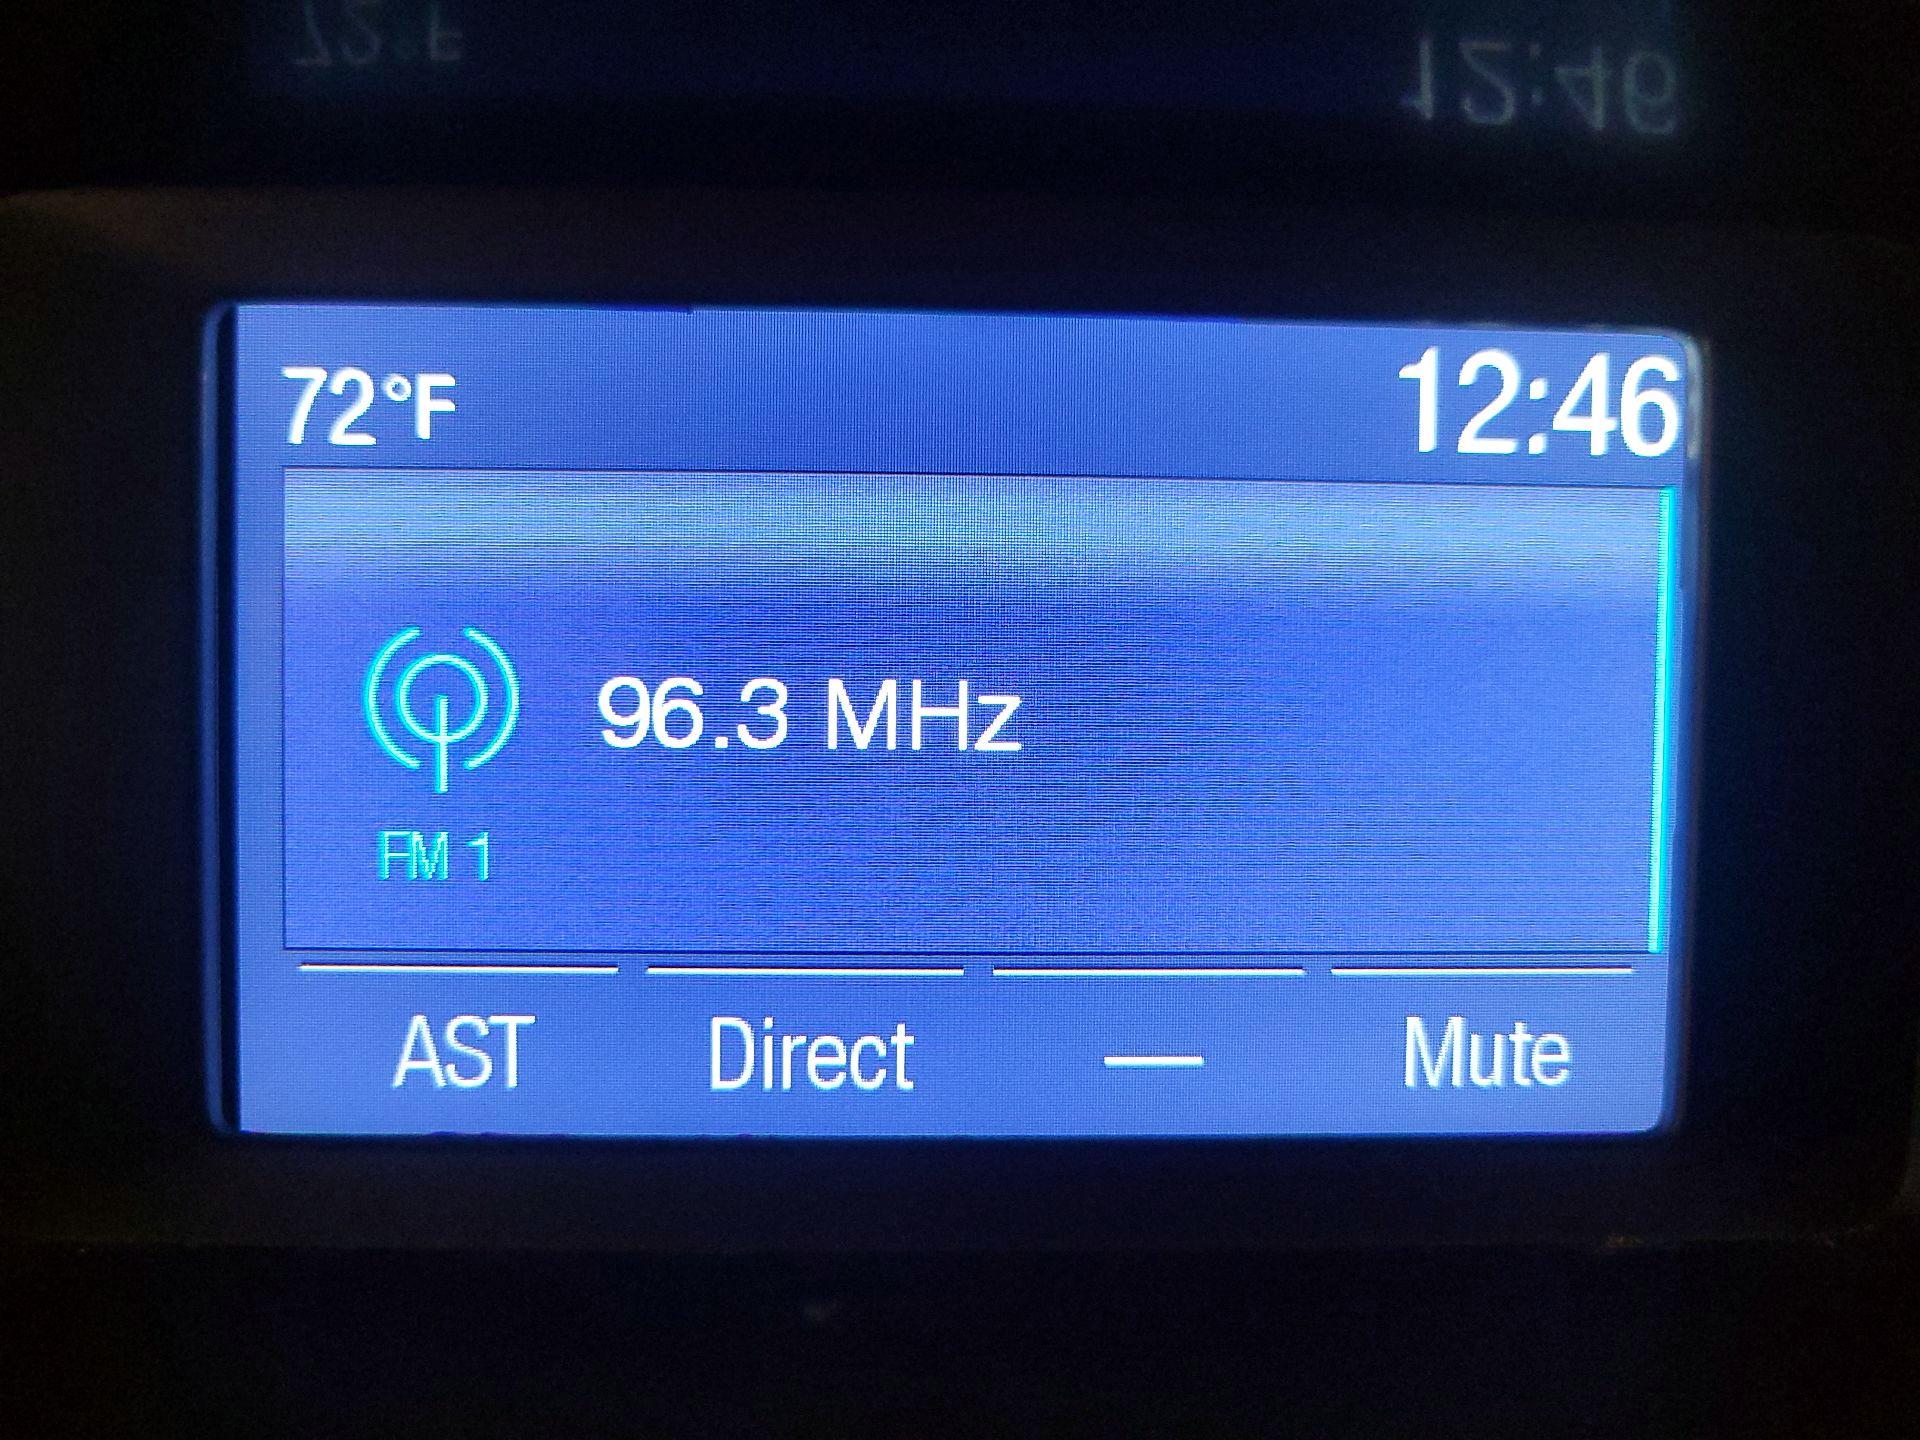 72°F 12:46
96.3 MHz
FM 1
AST Direct — Mute